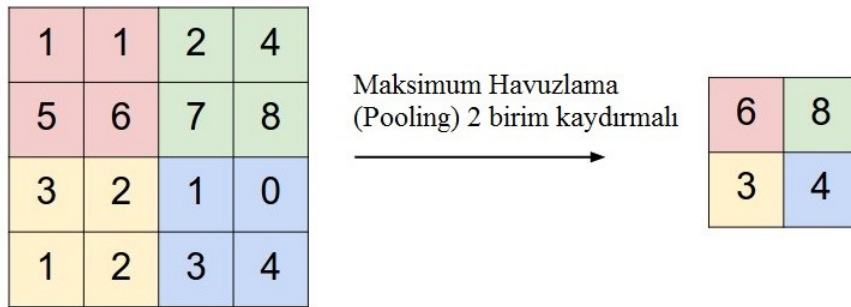 1 1 2 4
5 6 7 8
3 2 1 0
1 2 3 4
Maksimum Havuzlama
(Pooling) 2 birim kaydırmalı
6 8
3 4